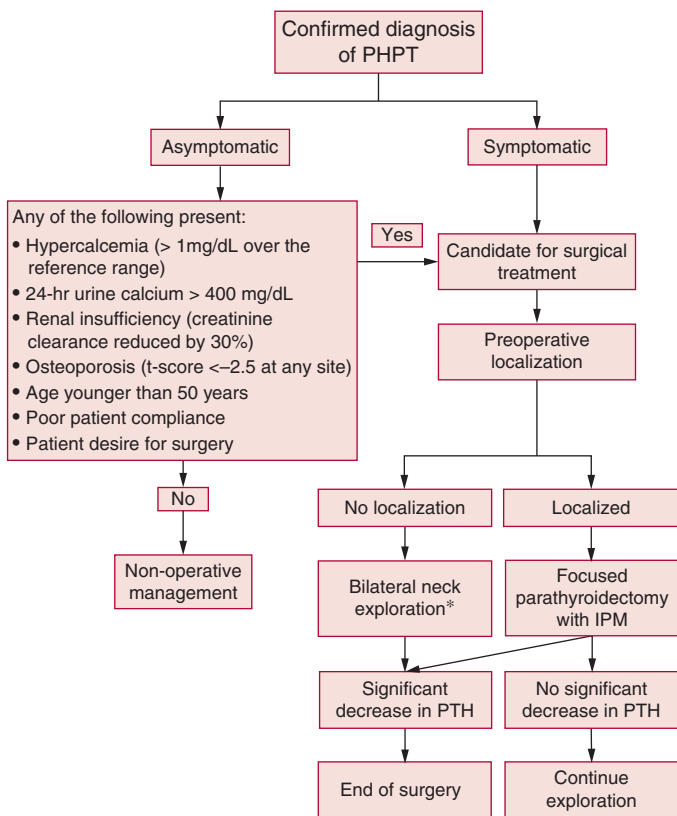 Confirmed diagnosis
of PHPT
Asymptomatic
Symptomatic
Any of the following present:
• Hypercalcemia (> 1mg/dL over the
reference range)
• 24-hr urine calcium > 400 mg/dL
• Renal insufficiency (creatinine
clearance reduced by 30%)
• Osteoporosis (t-score <–2.5 at any site)
• Age younger than 50 years
• Poor patient compliance
• Patient desire for surgery
Yes
Candidate for surgical
treatment
Preoperative
localization
No
Non-operative
management
No localization
Localized
Bilateral neck
exploration*
Focused
parathyroidectomy
with IPM
Significant
decrease in PTH
No significant
decrease in PTH
End of surgery
Continue
exploration